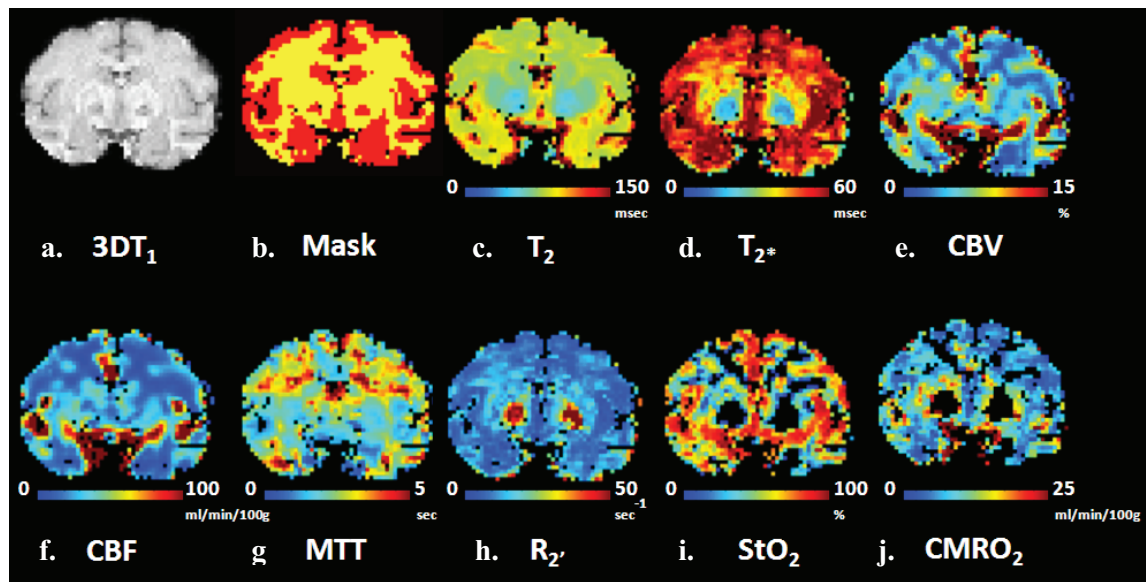 0 150
msec
0 60
msec
0 15
%
a. 3DT1
b. Mask
c. T2
d. T2*
e. CBV
0 100
ml/min/100g
0 5
sec
0 50
sec-1
0 100
%
0 25
ml/min/100g
f. CBF
g MTT
h. R2'
i. StO2
j. CMRO2